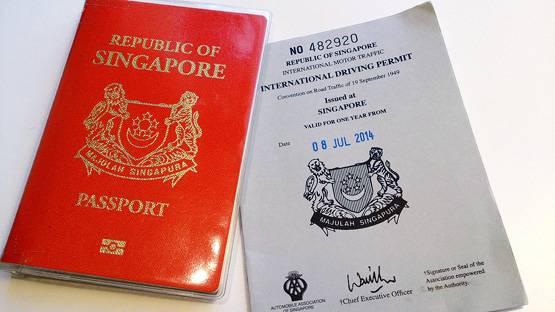 REPUBLIC OF
SINGAPORE
MAJULAH SINGAPURA
PASSPORT
NO 482920
REPUBLIC OF SINGAPORE
INTERNATIONAL MOTOR TRAFFIC
INTERNATIONAL DRIVING PERMIT
Convention on Road Traffic of 19 September 1949
Issued at
SINGAPORE
VALID FOR ONE YEAR FROM
Date 08 JUL 2014
MAJULAH SINGAPURA
AUTOMOBILE ASSOCIATION
OF SINGAPORE
†Chief Executive Officer
†Signature or Seal of the
Association empowered
by the Authority.